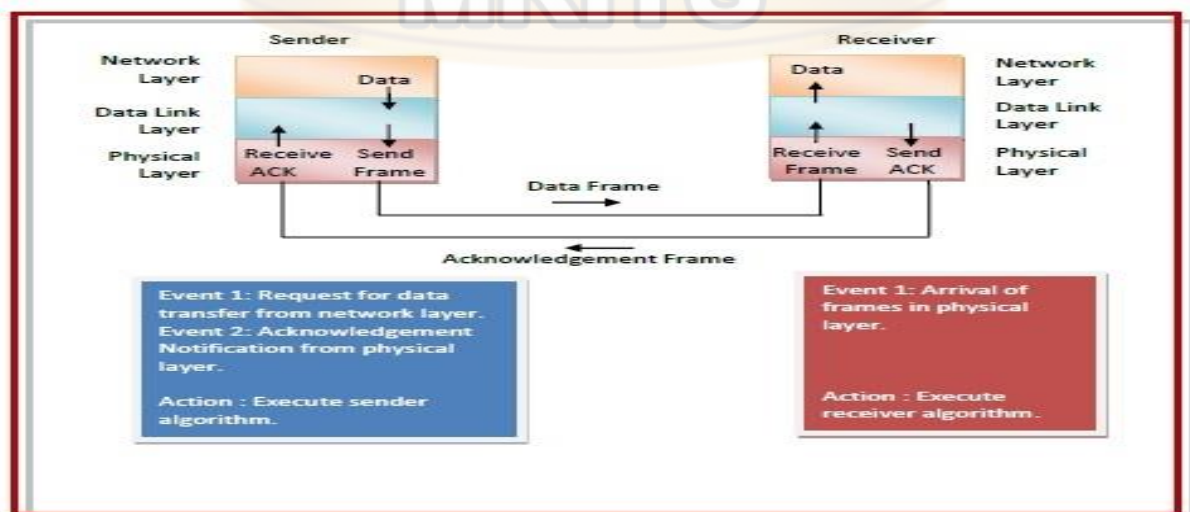 Sender
Receiver
Network
Layer
Data
Data Link
Layer
Physical
Layer
Receive
ACK
Send
Frame
Data
Network
Layer
Data Link
Layer
Receive
Frame
Send
ACK
Physical
Layer
Data Frame
Acknowledgement Frame
Event 1: Request for data
transfer from network layer.
Event 2: Acknowledgement
Notification from physical
layer.
Action : Execute sender
algorithm.
Event 1: Arrival of
frames in physical
layer.
Action : Execute
receiver algorithm.